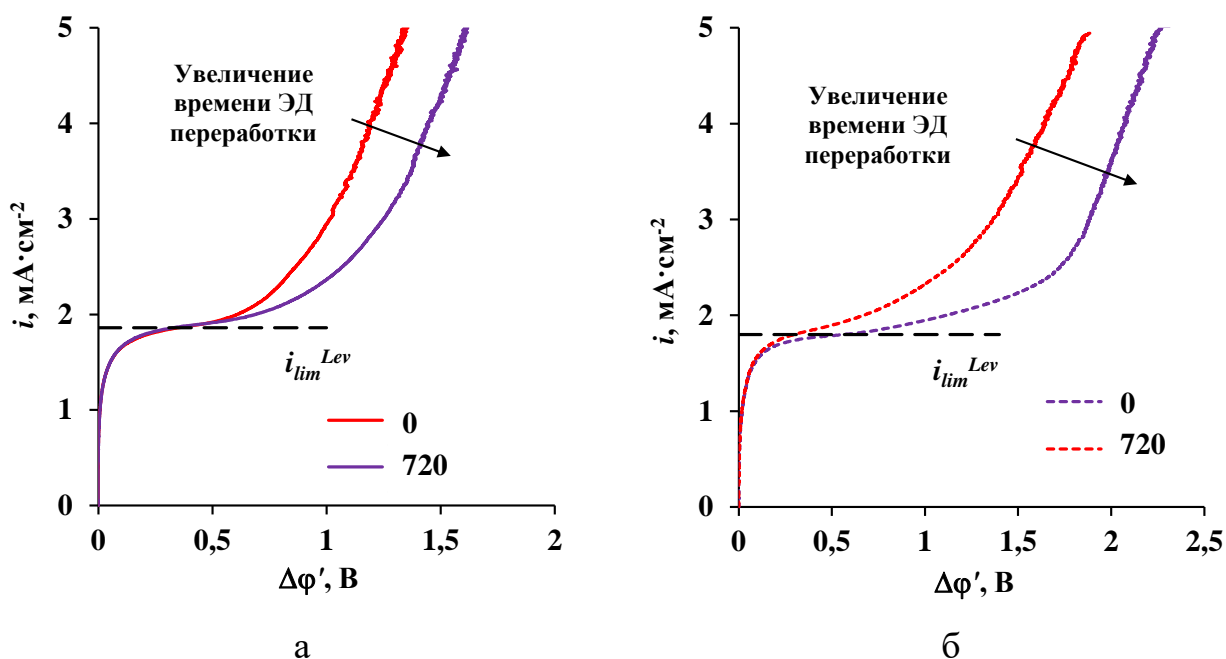 5
4
3
2
1
0
i, мА·см-2
Увеличение
времени ЭД
переработки
ilimLev
0
720
0
0,5
1
1,5
2
Δφ′, В
а
5
4
3
2
1
0
i, мА·см-2
Увеличение
времени ЭД
переработки
ilimLev
0
720
0
0,5
1
1,5
2
2,5
Δφ′, В
б